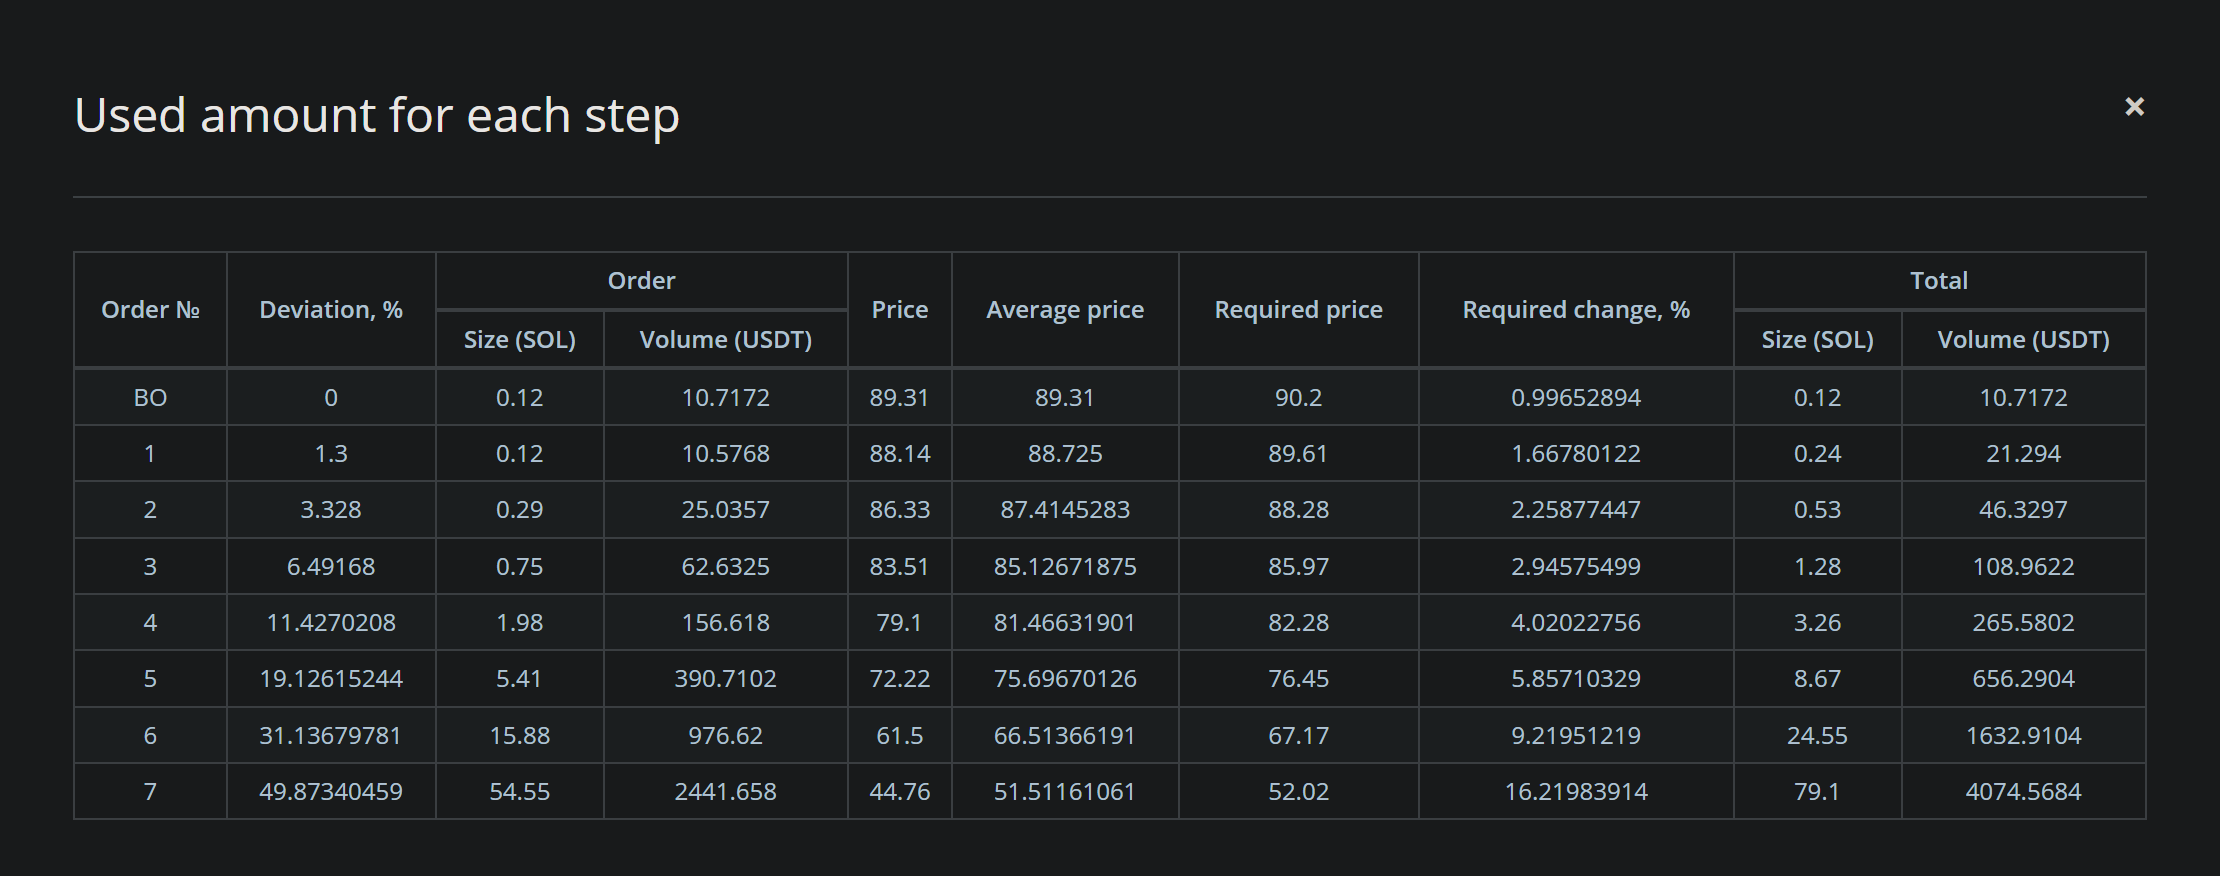 Used amount for each step
×
Order № Deviation, % Order Price Average price Required price Required change, % Total
Size (SOL) Volume (USDT) Size (SOL) Volume (USDT)
BO 0 0.12 10.7172 89.31 89.31 90.2 0.99652894 0.12 10.7172
1 1.3 0.12 10.5768 88.14 88.725 89.61 1.66780122 0.24 21.294
2 3.328 0.29 25.0357 86.33 87.4145283 88.28 2.25877447 0.53 46.3297
3 6.49168 0.75 62.6325 83.51 85.12671875 85.97 2.94575499 1.28 108.9622
4 11.4270208 1.98 156.618 79.1 81.46631901 82.28 4.02022756 3.26 265.5802
5 19.12615244 5.41 390.7102 72.22 75.69670126 76.45 5.85710329 8.67 656.2904
6 31.13679781 15.88 976.62 61.5 66.51366191 67.17 9.21951219 24.55 1632.9104
7 49.87340459 54.55 2441.658 44.76 51.51161061 52.02 16.21983914 79.1 4074.5684